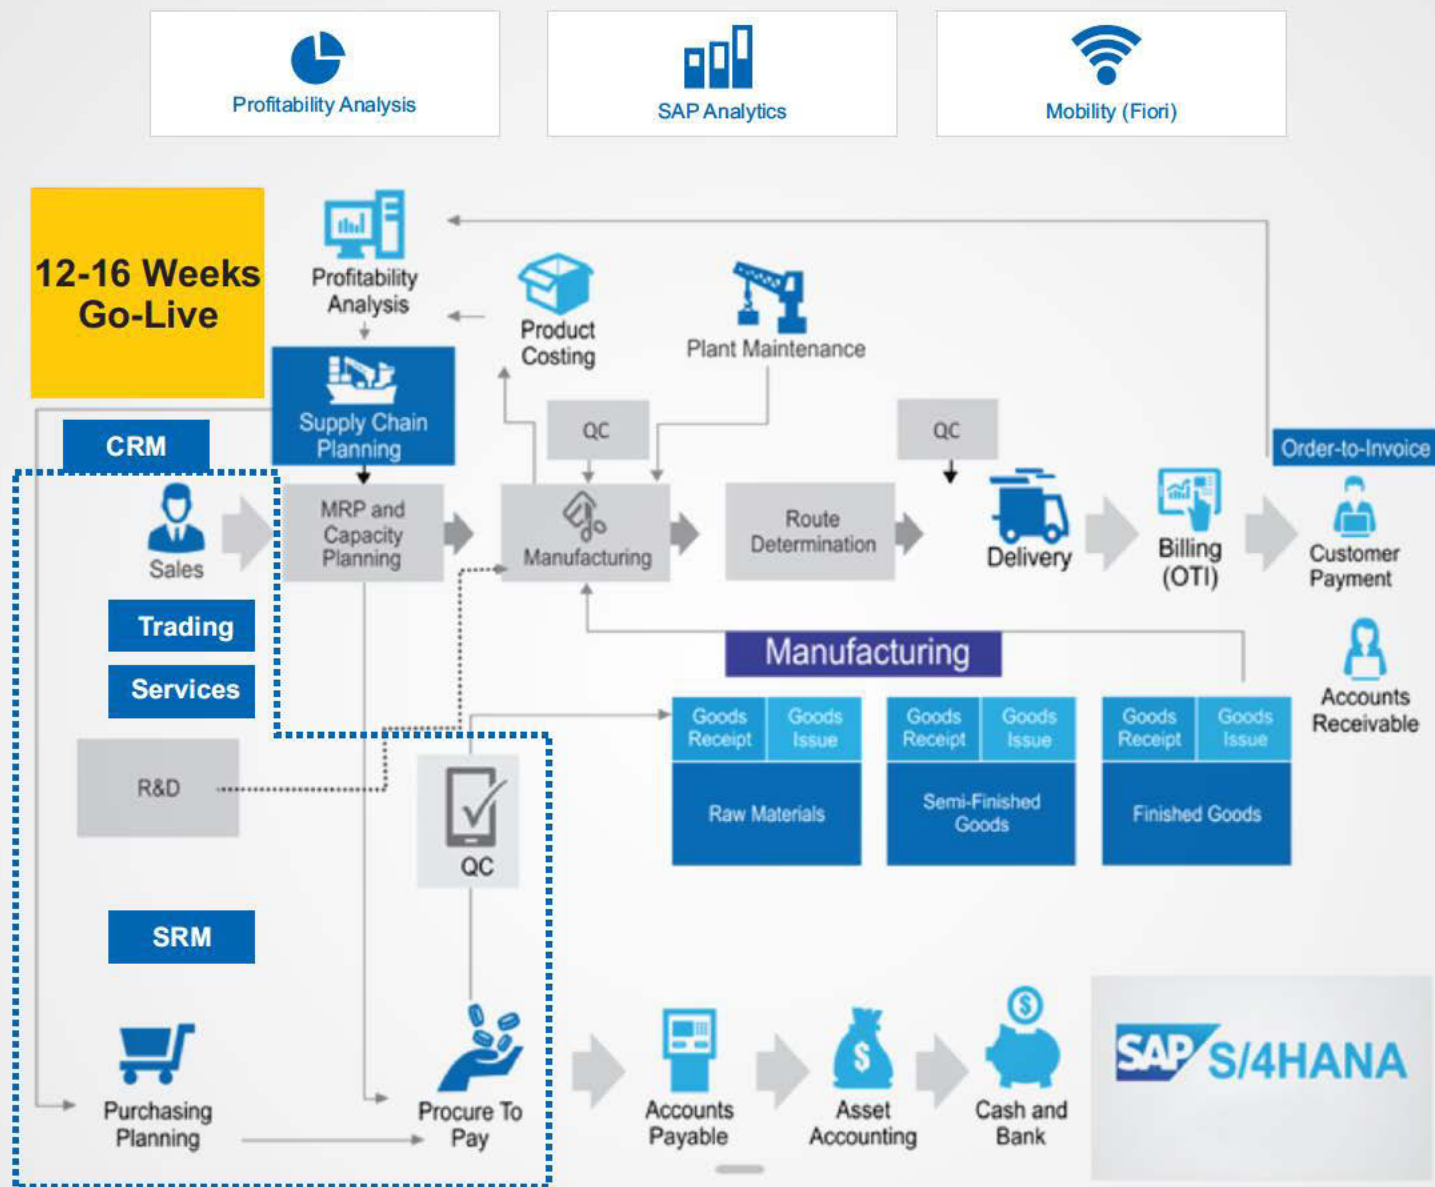 Profitability Analysis
SAP Analytics
Mobility (Fiori)
12-16 Weeks
Go-Live
Profitability
Analysis
Product
Costing
Plant Maintenance
Supply Chain
Planning
QC
QC
CRM
Order-to-Invoice
Sales
MRP and
Capacity
Planning
Manufacturing
Route
Determination
Delivery
Billing
(OTI)
Customer
Payment
Trading
Services
Manufacturing
Accounts
Receivable
Goods
Receipt
Goods
Issue
Raw Materials
Goods
Receipt
Goods
Issue
Semi-Finished
Goods
Goods
Receipt
Goods
Issue
Finished Goods
R&D
QC
SRM
Purchasing
Planning
Procure To
Pay
Accounts
Payable
$
Asset
Accounting
$
Cash and
Bank
SAP S/4HANA